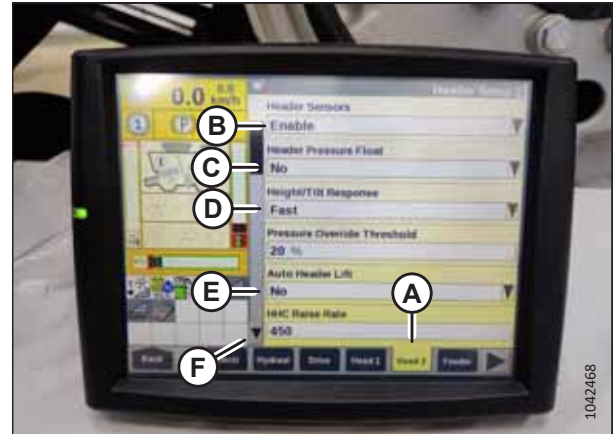 0.0
km/h
Header Setup 2
Header Sensors
Enable
Header Pressure Float
No
Height/Tilt Response
Fast
Pressure Override Threshold
20 %
Auto Header Lift
No
HHC Raise Rate
450
Back
Hydraul
Drive
Head 1
Head 2
Feeder
1
P
A
B
C
D
E
F
1042468